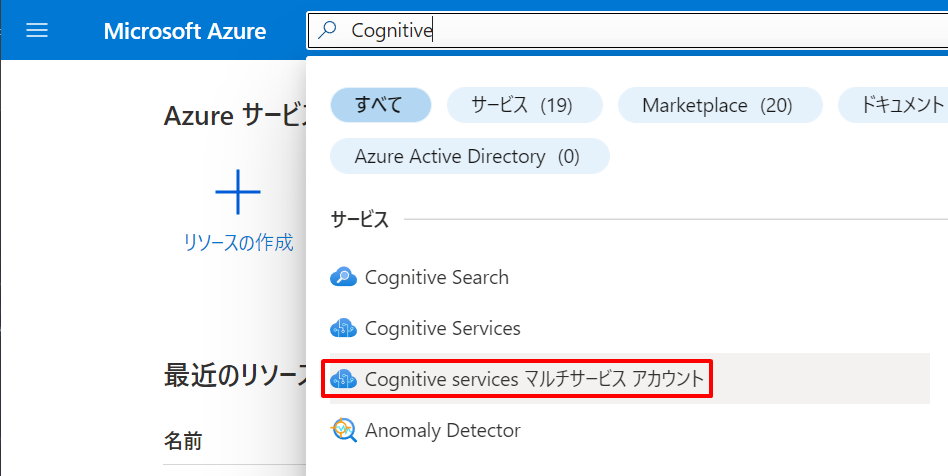 Microsoft Azure
Cognitive
すべて
サービス (19)
Marketplace (20)
ドキュメント
Azure Active Directory (0)
Azure サービス
リソースの作成
サービス
Cognitive Search
Cognitive Services
Cognitive services マルチサービス アカウント
Anomaly Detector
最近のリソース
名前